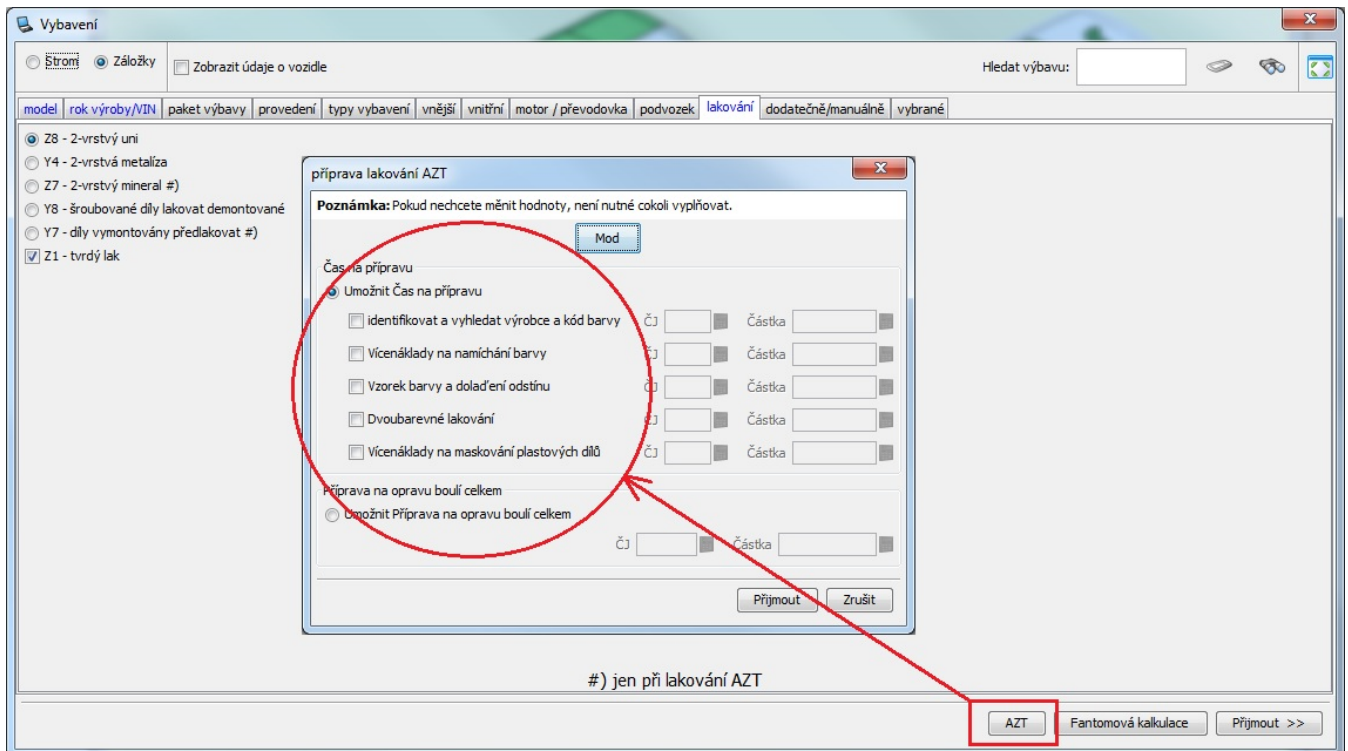 Vybavení
Strom Záložky Zobrazit údaje o vozidle Hledat výbavu:
model rok výroby/VIN paket výbavy provedení typy vybavení vnější vnitřní motor / převodovka podvozek lakování dodatečně/manuálně vybrané
Z8 - 2-vrstvý uni
Y4 - 2-vrstvá metalíza
Z7 - 2-vrstvý mineral #)
Y8 - šroubované díly lakovat demontované
Y7 - díly vymontovány předlakovat #)
Z1 - tvrdý lak
příprava lakování AZT
Poznámka: Pokud nechcete měnit hodnoty, není nutné cokoli vyplňovat.
Mod
Čas na přípravu
Umožnit Čas na přípravu
identifikovat a vyhledat výrobce a kód barvy ČJ Částka
Vícenáklady na namíchání barvy ČJ Částka
Vzorek barvy a dolaďení odstínu ČJ Částka
Dvoubarevné lakování ČJ Částka
Vícenáklady na maskování plastových dílů ČJ Částka
Příprava na opravu boulí celkem
Umožnit Příprava na opravu boulí celkem
ČJ Částka
Přijmout Zrušit
#) jen při lakování AZT
AZT Fantomová kalkulace Přijmout >>